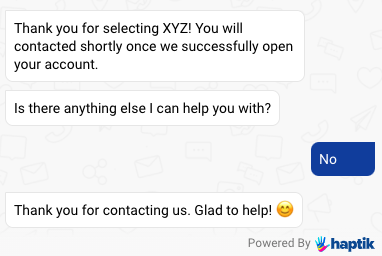 Thank you for selecting XYZ! You will
contacted shortly once we successfully open
your account.
Is there anything else I can help you with?
No
Thank you for contacting us. Glad to help! 😊
Powered By haptik